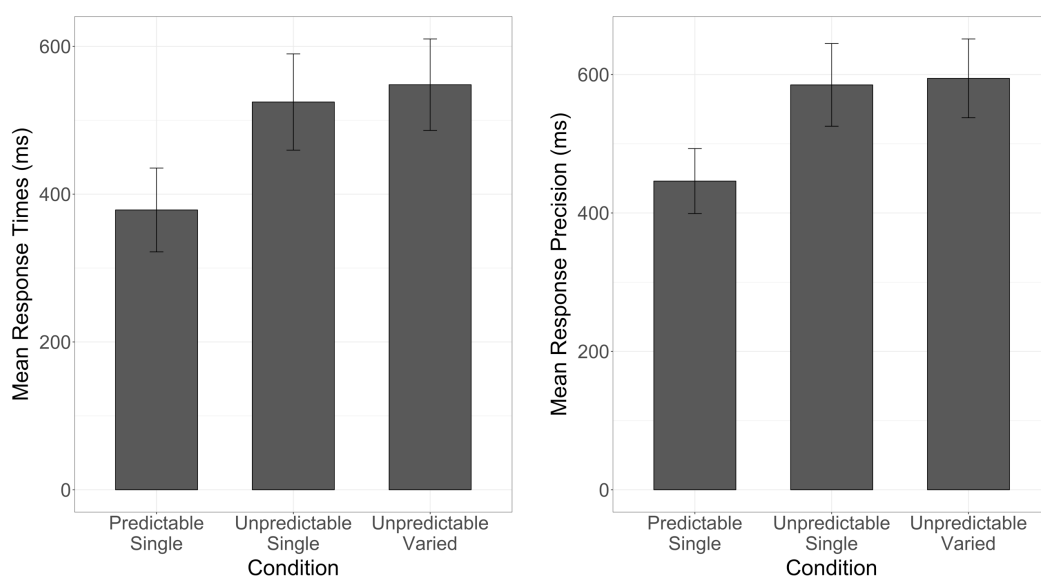 Mean Response Times (ms)
600
400
200
0
Predictable
Single
Unpredictable
Single
Unpredictable
Varied
Condition
Mean Response Precision (ms)
600
400
200
0
Predictable
Single
Unpredictable
Single
Unpredictable
Varied
Condition